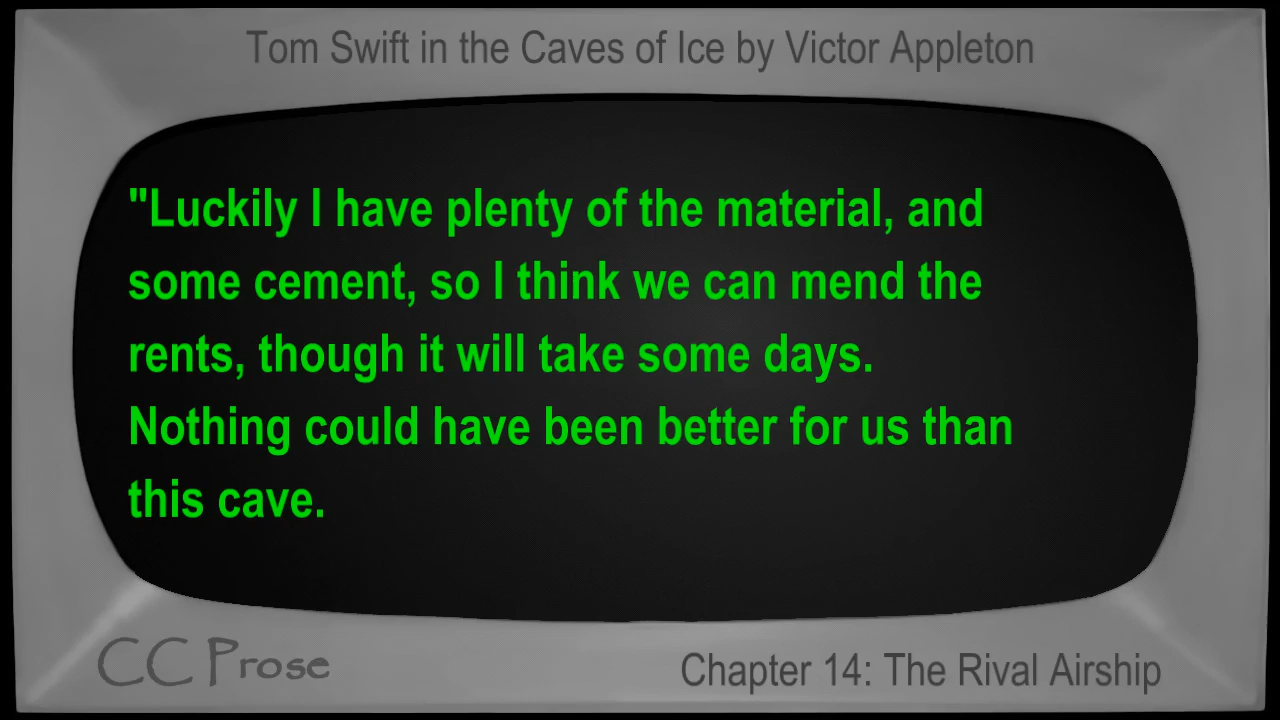 Tom Swift in the Caves of Ice by Victor Appleton
"Luckily I have plenty of the material, and
some cement, so I think we can mend the
rents, though it will take some days.
Nothing could have been better for us than
this cave.
CC Prose
Chapter 14: The Rival Airship